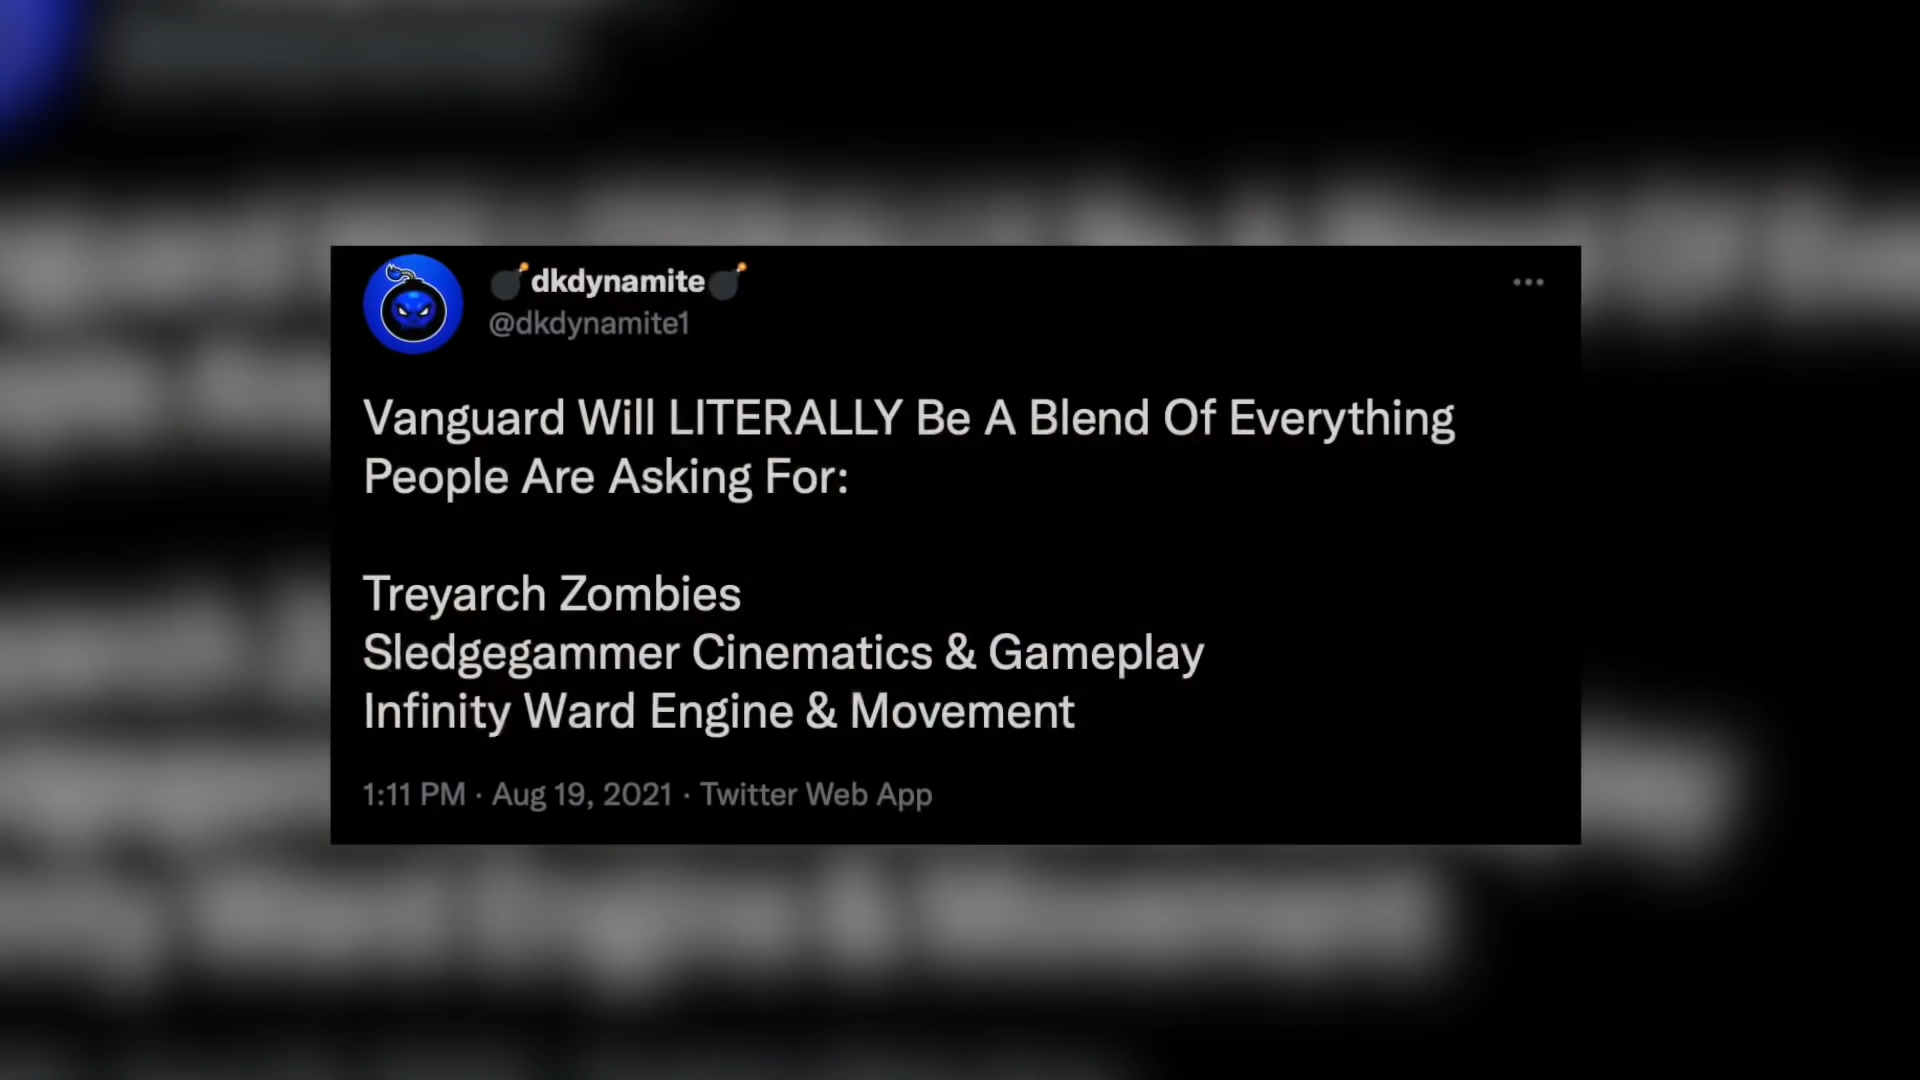 💣dkdynamite💣
@dkdynamite1
Vanguard Will LITERALLY Be A Blend Of Everything
People Are Asking For:
Treyarch Zombies
Sledgegammer Cinematics & Gameplay
Infinity Ward Engine & Movement
1:11 PM · Aug 19, 2021 · Twitter Web App